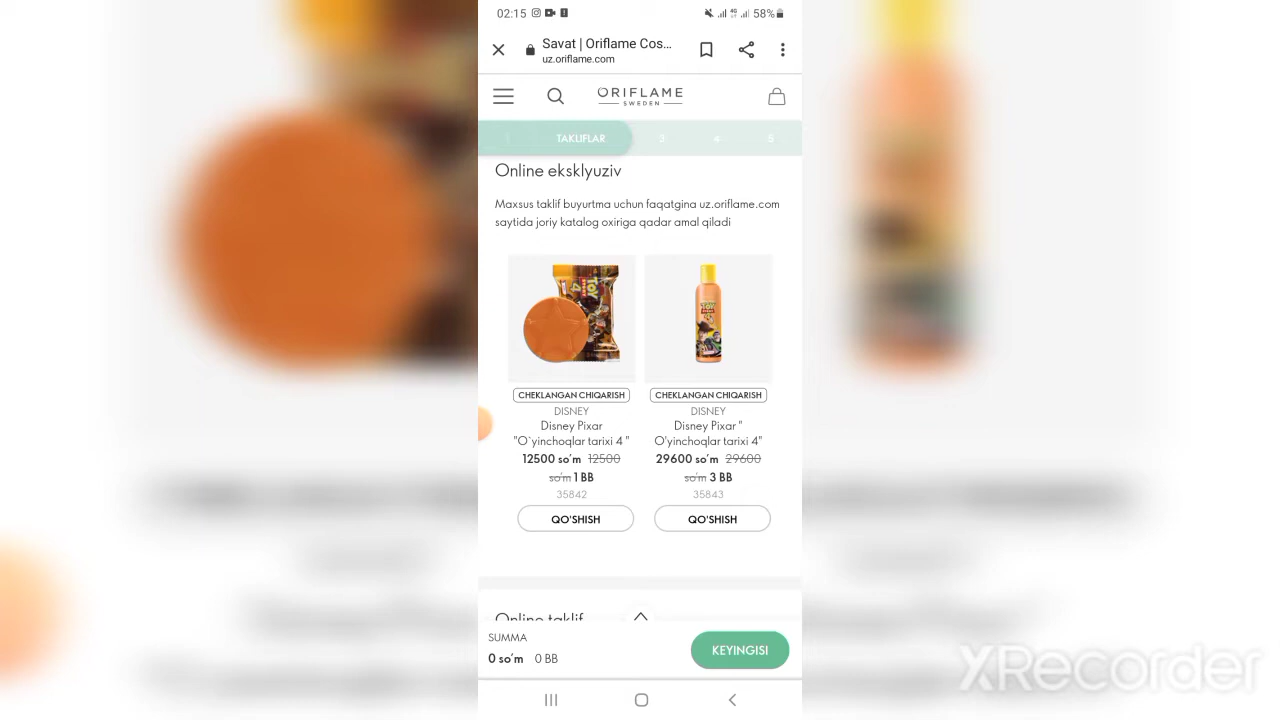 02:15 58%
Savat | Oriflame Cos...
uz.oriflame.com
ORIFLAME
SWEDEN
1 TAKLIFLAR 3 4 5
Online eksklyuziv
Maxsus taklif buyurtma uchun faqatgina uz.oriflame.com
saytida joriy katalog oxiriga qadar amal qiladi
TOY
4
TOY
CHEKLANGAN CHIQARISH CHEKLANGAN CHIQARISH
DISNEY DISNEY
Disney Pixar Disney Pixar "
"O`yinchoqlar tarixi 4 " O'yinchoqlar tarixi 4"
12500 so'm 12500 29600 so'm 29600
so'm 1 BB so'm 3 BB
35842 35843
QO'SHISH QO'SHISH
Online taklif
SUMMA
0 so'm 0 BB KEYINGISI
XRecorder